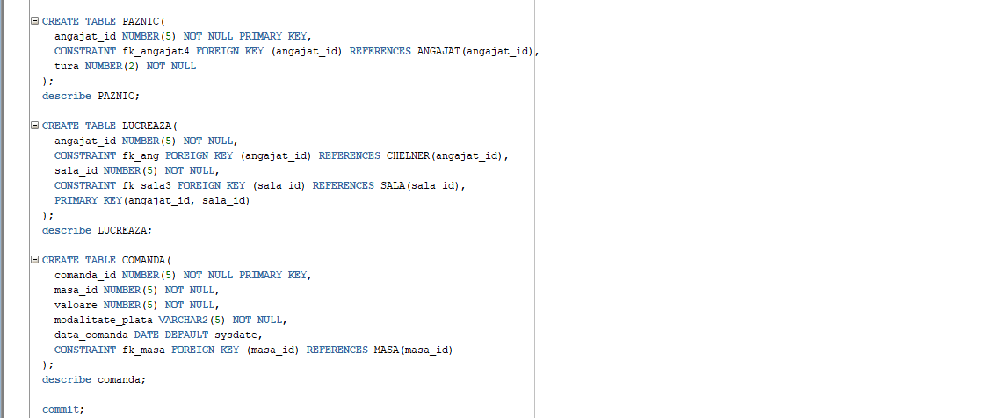 CREATE TABLE PAZNIC(
angajat_id NUMBER(5) NOT NULL PRIMARY KEY,
CONSTRAINT fk_angajat4 FOREIGN KEY (angajat_id) REFERENCES ANGAJAT(angajat_id),
tura NUMBER(2) NOT NULL
);
describe PAZNIC;
CREATE TABLE LUCREAZA(
angajat_id NUMBER(5) NOT NULL,
CONSTRAINT fk_ang FOREIGN KEY (angajat_id) REFERENCES CHELNER(angajat_id),
sala_id NUMBER(5) NOT NULL,
CONSTRAINT fk_sala3 FOREIGN KEY (sala_id) REFERENCES SALA(sala_id),
PRIMARY KEY(angajat_id, sala_id)
);
describe LUCREAZA;
CREATE TABLE COMANDA(
comanda_id NUMBER(5) NOT NULL PRIMARY KEY,
masa_id NUMBER(5) NOT NULL,
valoare NUMBER(5) NOT NULL,
modalitate_plata VARCHAR2(5) NOT NULL,
data_comanda DATE DEFAULT sysdate,
CONSTRAINT fk_masa FOREIGN KEY (masa_id) REFERENCES MASA(masa_id)
);
describe comanda;
commit;